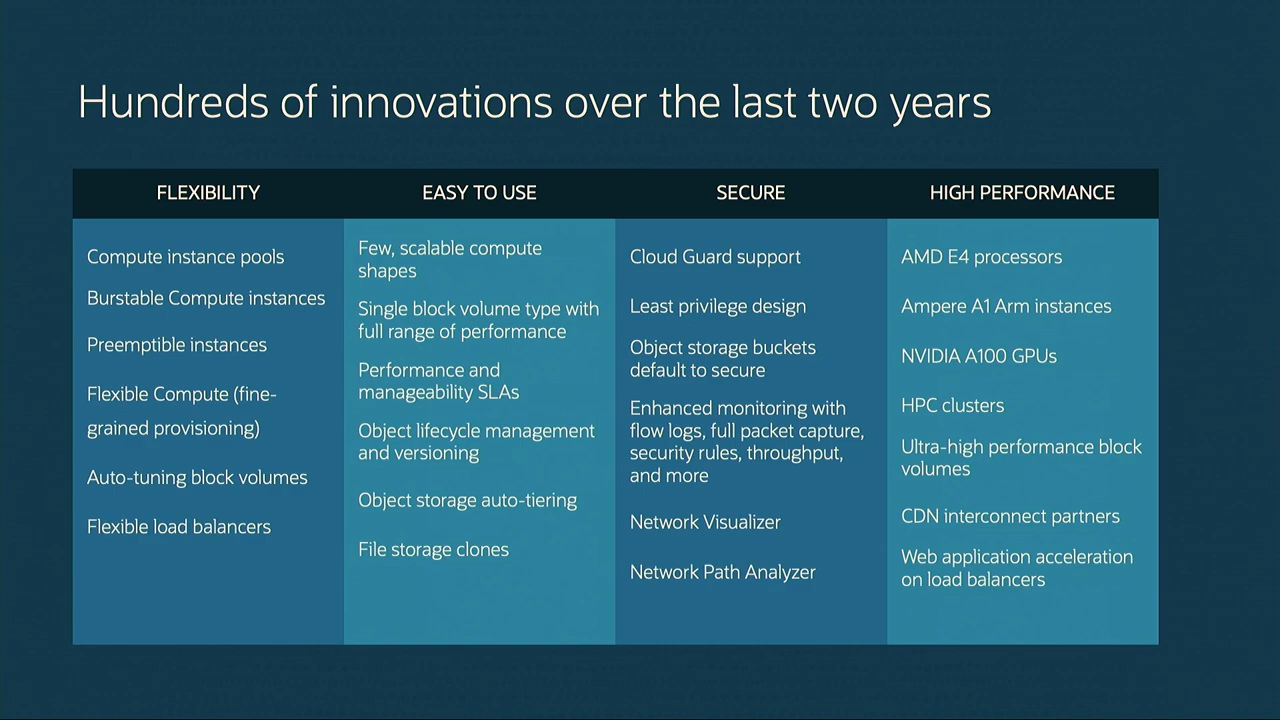 Hundreds of innovations over the last two years
FLEXIBILITY
Compute instance pools
Burstable Compute instances
Preemptible instances
Flexible Compute (fine-
grained provisioning)
Auto-tuning block volumes
Flexible load balancers
EASY TO USE
Few, scalable compute
shapes
Single block volume type with
full range of performance
Performance and
manageability SLAs
Object lifecycle management
and versioning
Object storage auto-tiering
File storage clones
SECURE
Cloud Guard support
Least privilege design
Object storage buckets
default to secure
Enhanced monitoring with
flow logs, full packet capture,
security rules, throughput,
and more
Network Visualizer
Network Path Analyzer
HIGH PERFORMANCE
AMD E4 processors
Ampere A1 Arm instances
NVIDIA A100 GPUs
HPC clusters
Ultra-high performance block
volumes
CDN interconnect partners
Web application acceleration
on load balancers